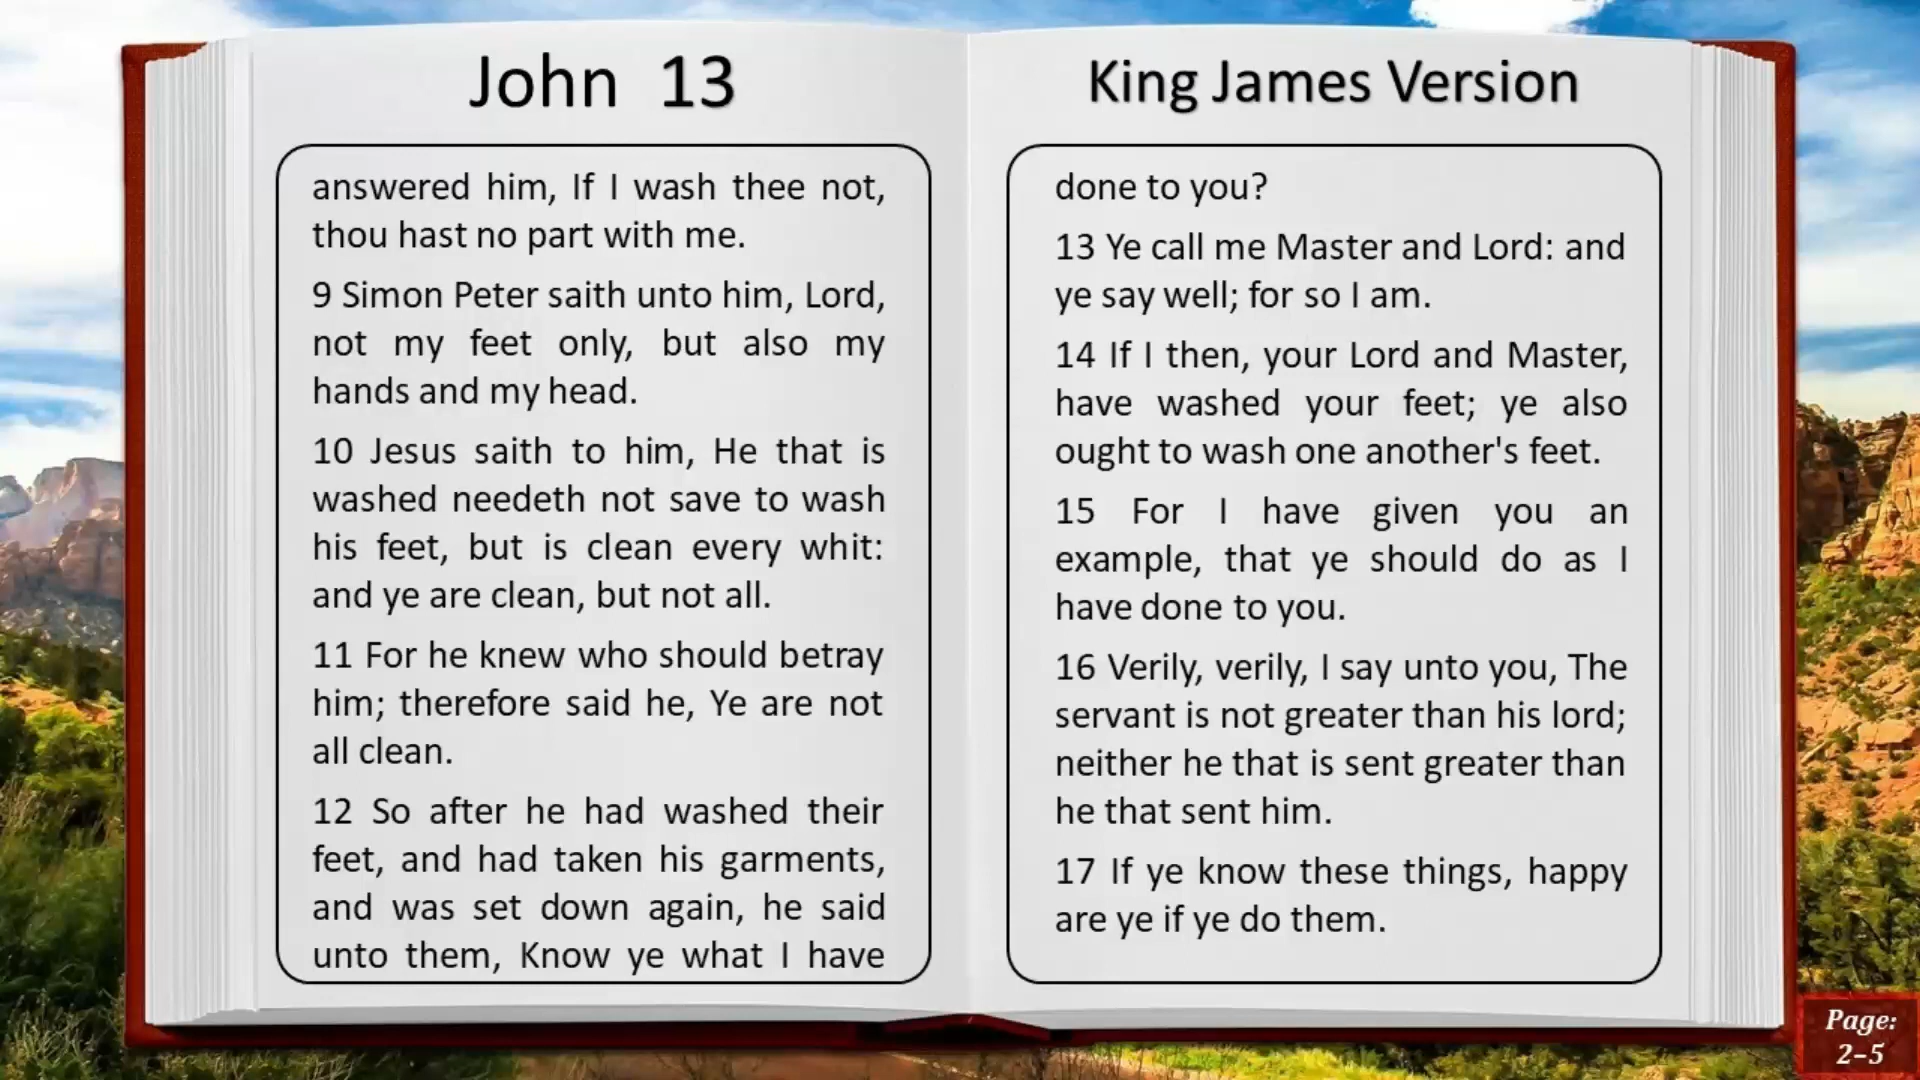 John 13
answered him, If I wash thee not,
thou hast no part with me.
9 Simon Peter saith unto him, Lord,
not my feet only, but also my
hands and my head.
10 Jesus saith to him, He that is
washed needeth not save to wash
his feet, but is clean every whit:
and ye are clean, but not all.
11 For he knew who should betray
him; therefore said he, Ye are not
all clean.
12 So after he had washed their
feet, and had taken his garments,
and was set down again, he said
unto them, Know ye what I have
King James Version
done to you?
13 Ye call me Master and Lord: and
ye say well; for so I am.
14 If I then, your Lord and Master,
have washed your feet; ye also
ought to wash one another's feet.
15 For I have given you an
example, that ye should do as I
have done to you.
16 Verily, verily, I say unto you, The
servant is not greater than his lord;
neither he that is sent greater than
he that sent him.
17 If ye know these things, happy
are ye if ye do them.
Page:
2-5